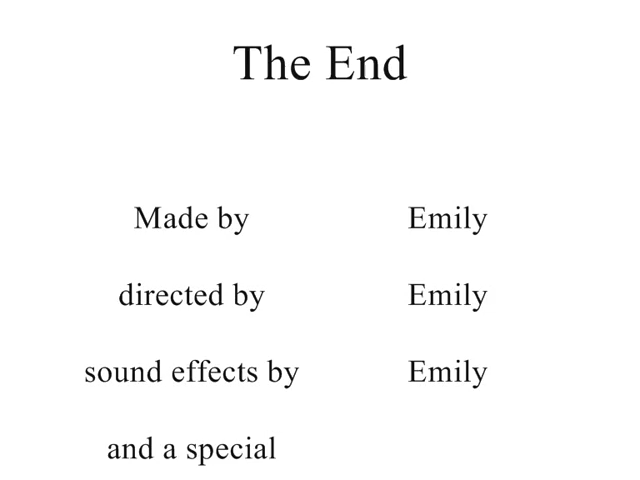 The End
Made by Emily
directed by Emily
sound effects by Emily
and a special